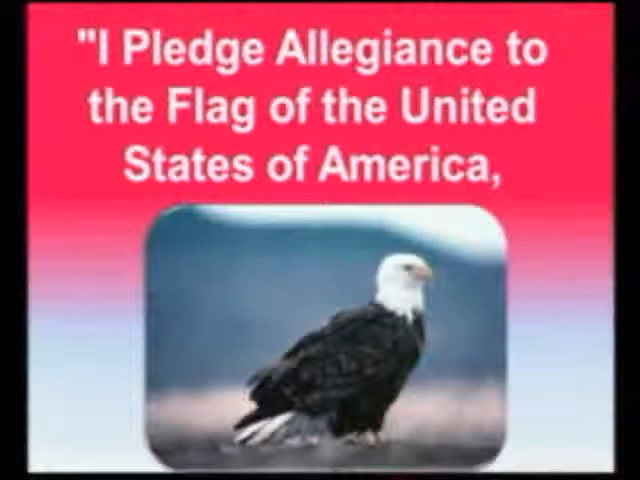 "I Pledge Allegiance to
the Flag of the United
States of America,